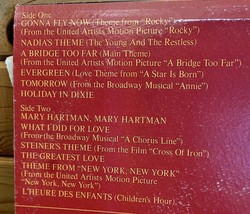 Side One
GONNA FLY NOW (Theme from "Rocky")
(From the United Artists Motion Picture "Rocky")
NADIA'S THEME (The Young And The Restless)
A BRIDGE TOO FAR (Main Theme)
(From the United Artists Motion Picture "A Bridge Too Far")
EVERGREEN (Love Theme from "A Star Is Born")
TOMORROW (From the Broadway Musical "Annie")
HOLIDAY IN DIXIE
Side Two
MARY HARTMAN, MARY HARTMAN
WHAT I DID FOR LOVE
(From the Broadway Musical "A Chorus Line")
STEINER'S THEME (From the Film "Cross Of Iron")
THE GREATEST LOVE
THEME FROM "NEW YORK, NEW YORK"
(From the United Artists Motion Picture
"New York, New York")
L'HEURE DES ENFANTS (Children's Hour)